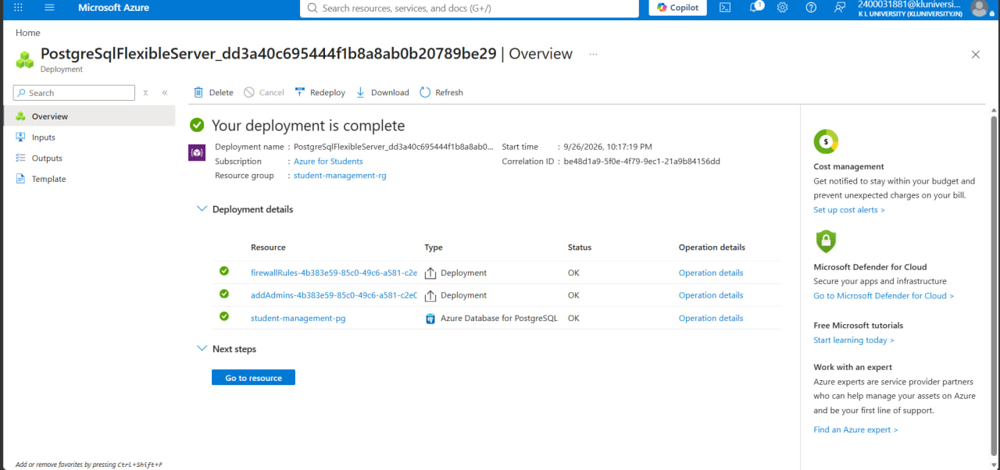 Microsoft Azure
Search resources, services, and docs (G+/)
Copilot
1
2400031881@kluniversi...
K L UNIVERSITY (KLUNIVERSITY.IN)
Home
PostgreSqlFlexibleServer_dd3a40c695444f1b8a8ab0b20789be29 | Overview ...
Deployment
Search
Overview
Inputs
Outputs
Template
Delete Cancel Redeploy Download Refresh
Your deployment is complete
Deployment name : PostgreSqlFlexibleServer_dd3a40c695444f1b8a8ab0... Start time : 9/26/2026, 10:17:19 PM
Subscription : Azure for Students Correlation ID : be48d1a9-5f0e-4f79-9ec1-21a9b84156dd
Resource group : student-management-rg
Deployment details
Resource Type Status Operation details
firewallRules-4b383e59-85c0-49c6-a581-c2e Deployment OK Operation details
addAdmins-4b383e59-85c0-49c6-a581-c2e0 Deployment OK Operation details
student-management-pg Azure Database for PostgreSQL OK Operation details
Next steps
Go to resource
Cost management
Get notified to stay within your budget and
prevent unexpected charges on your bill.
Set up cost alerts >
Microsoft Defender for Cloud
Secure your apps and infrastructure
Go to Microsoft Defender for Cloud >
Free Microsoft tutorials
Start learning today >
Work with an expert
Azure experts are service provider partners
who can help manage your assets on Azure
and be your first line of support.
Find an Azure expert >
Add or remove favorites by pressing Ctrl+Shift+F